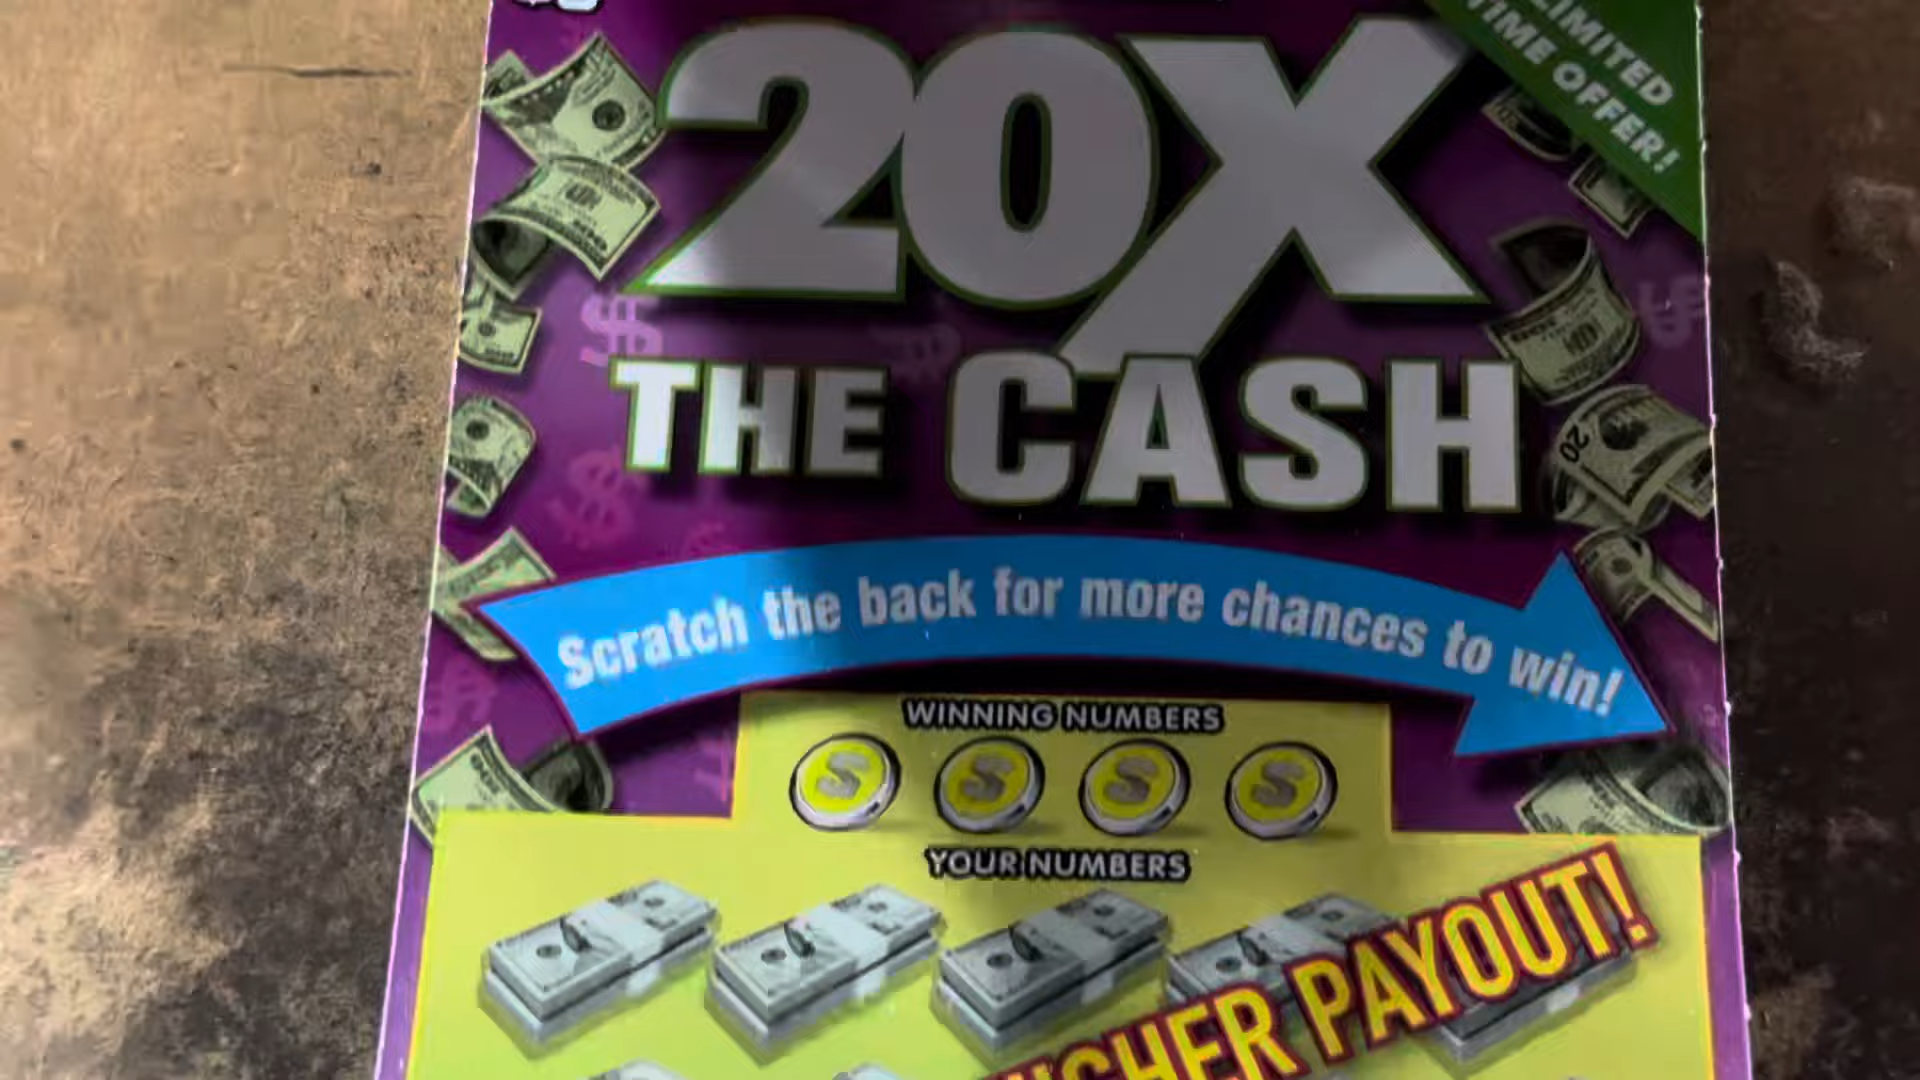 LIMITED
TIME OFFER!
20X
THE CASH
Scratch the back for more chances to win!
WINNING NUMBERS
YOUR NUMBERS
HIGHER PAYOUT!